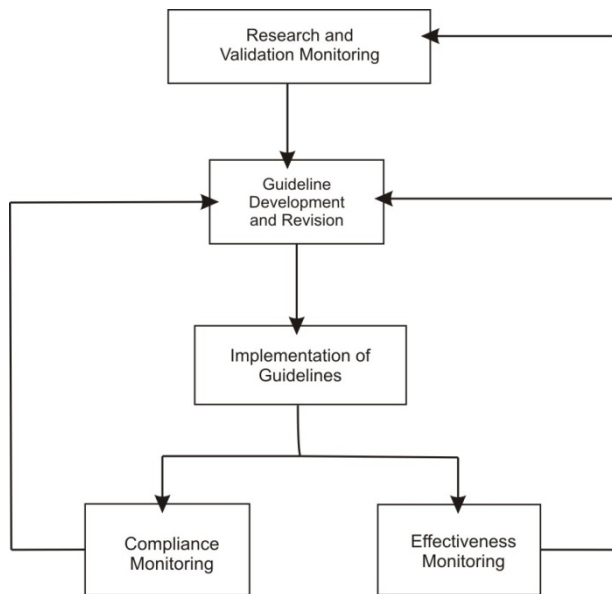 Research and
Validation Monitoring
Guideline
Development
and Revision
Implementation of
Guidelines
Compliance
Monitoring
Effectiveness
Monitoring